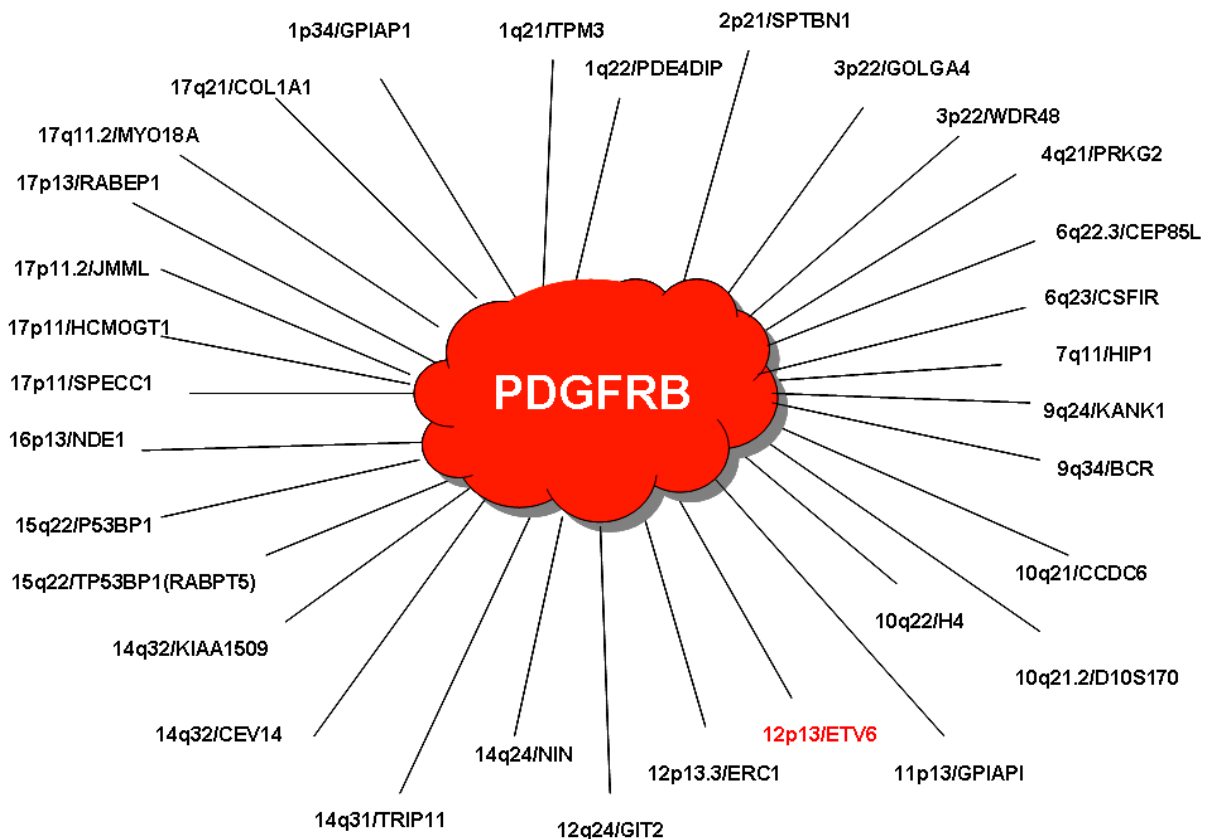 2p21/SPTBN1
1p34/GPIAP1
1q21/TPM3
1q22/PDE4DIP
3p22/GOLGA4
17q21/COL1A1
3p22/WDR48
17q11.2/MYO18A
4q21/PRKG2
17p13/RABEP1
6q22.3/CEP85L
17p11.2/JMML
6q23/CSFIR
17p11/HCMOGT1
7q11/HIP1
17p11/SPECC1
PDGFRB
9q24/KANK1
16p13/NDE1
9q34/BCR
15q22/P53BP1
10q21/CCDC6
15q22/TP53BP1(RABPT5)
10q22/H4
14q32/KIAA1509
10q21.2/D10S170
14q32/CEV14
12p13/ETV6
14q24/NIN
12p13.3/ERC1
11p13/GPIAPI
14q31/TRIP11
12q24/GIT2